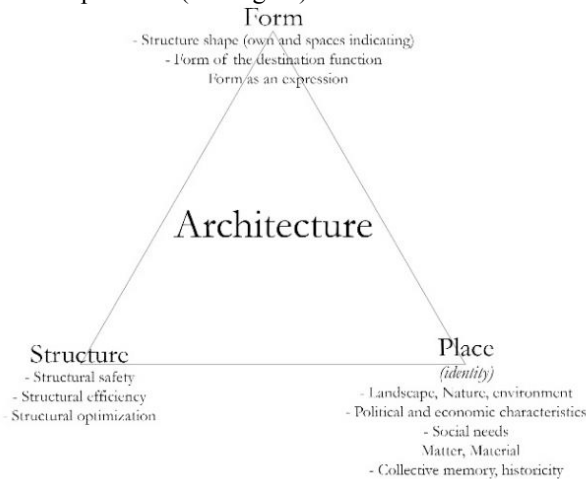 Form
- Structure shape (own and spaces indicating)
- Form of the destination function
Form as an expression
Architecture
Structure
- Structural safety
- Structural efficiency
- Structural optimization
Place
(identity)
- Landscape, Nature, environment
- Political and economic characteristics
- Social needs
Matter, Material
- Collective memory, historicity